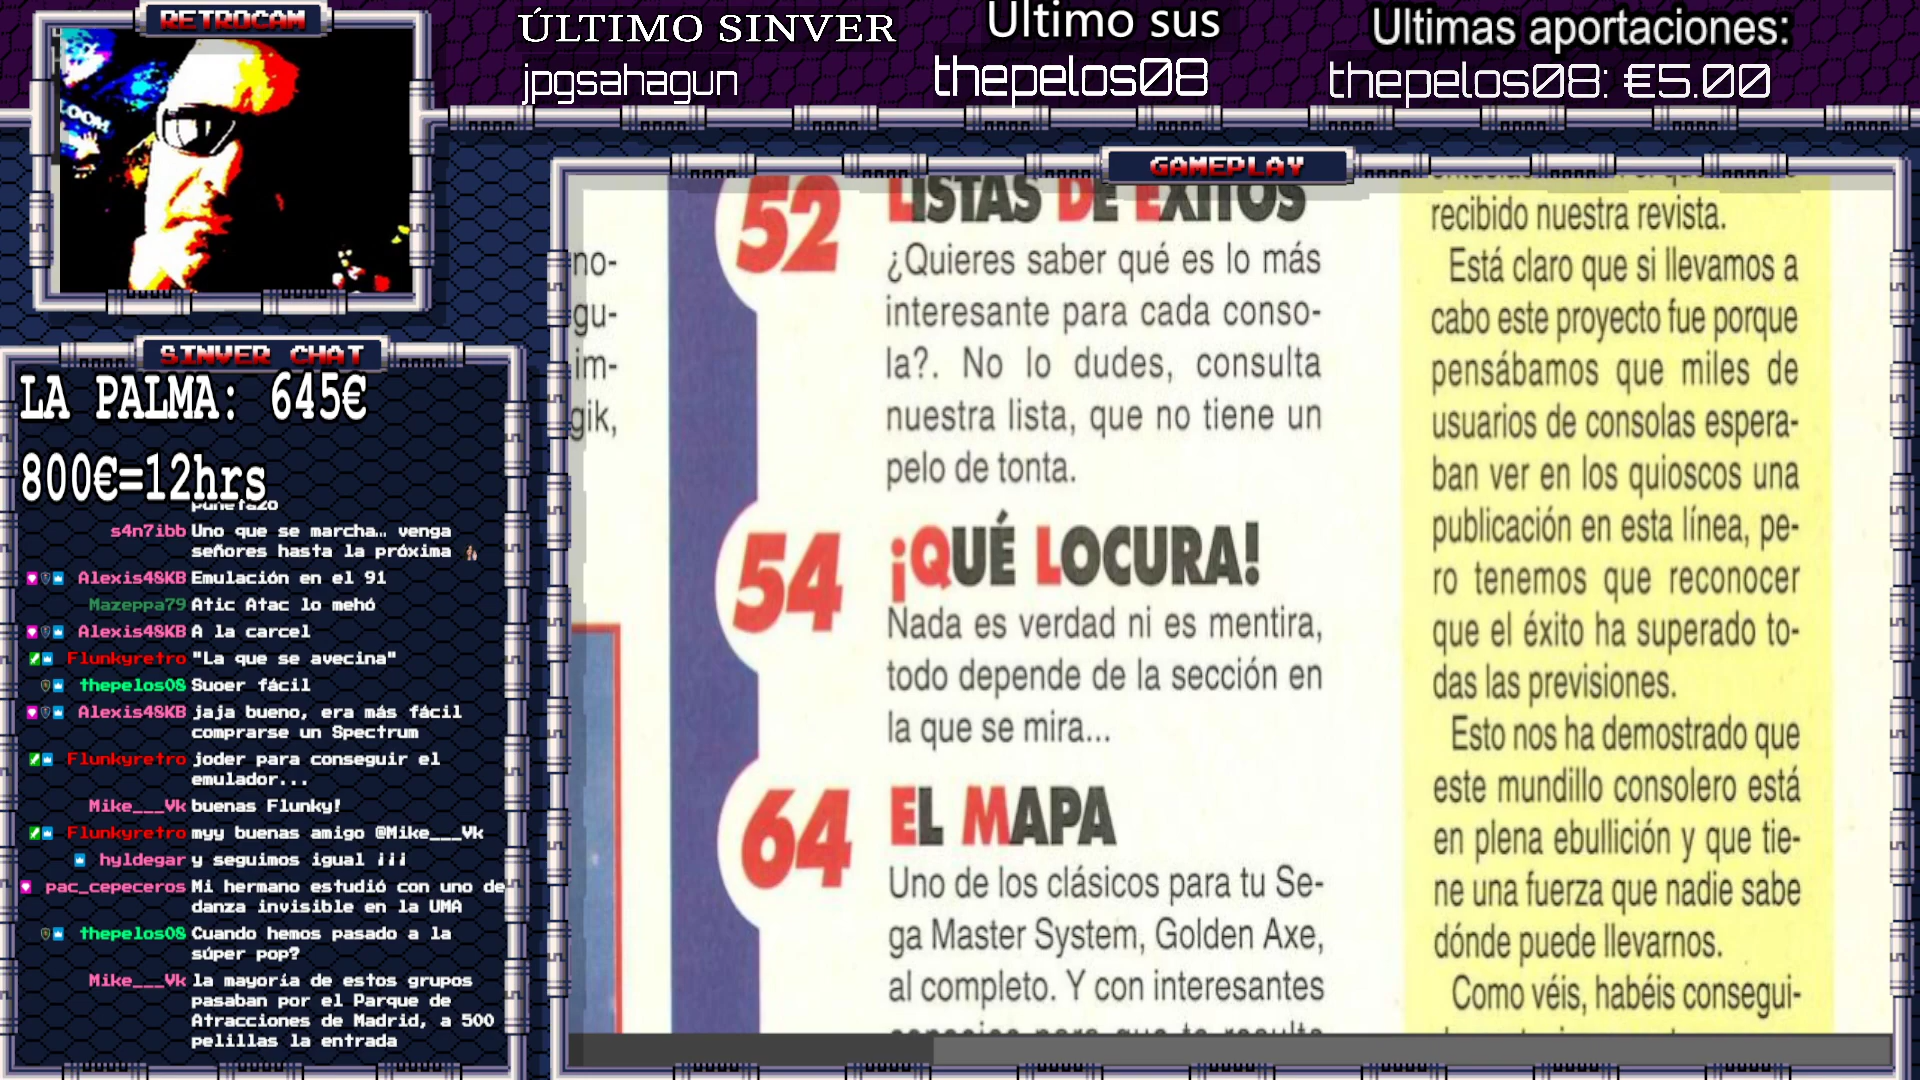 RETROCAM
LOOM
ÚLTIMO SINVER
jpgsahagun
Ultimo sus
thepelos08
Ultimas aportaciones:
thepelos08: €5.00
SINVER CHAT
LA PALMA: 645€
800€=12hrs
s4n7ibb Uno que se marcha… venga
señores hasta la próxima
Alexis48KB Emulación en el 91
Mazeppa79 Atic Atac lo mehó
Alexis48KB A la carcel
Flunkyretro "La que se avecina"
thepelos08 Suoer fácil
Alexis48KB jaja bueno, era más fácil
comprarse un Spectrum
Flunkyretro joder para conseguir el
emulador...
Mike___Vk buenas Flunky!
Flunkyretro myy buenas amigo @Mike___Vk
hyldegar y seguimos igual ¡¡¡
pac_cepeceros Mi hermano estudió con uno de
danza invisible en la UMA
thepelos08 Cuando hemos pasado a la
súper pop?
Mike___Vk la mayoría de estos grupos
pasaban por el Parque de
Atracciones de Madrid, a 500
pelillas la entrada
GAMEPLAY
no-
gu-
im-
gik,
52 LISTAS DE EXITOS
¿Quieres saber qué es lo más
interesante para cada conso-
la?. No lo dudes, consulta
nuestra lista, que no tiene un
pelo de tonta.
54 ¡QUÉ LOCURA!
Nada es verdad ni es mentira,
todo depende de la sección en
la que se mira...
64 EL MAPA
Uno de los clásicos para tu Se-
ga Master System, Golden Axe,
al completo. Y con interesantes
recibido nuestra revista.
Está claro que si llevamos a
cabo este proyecto fue porque
pensábamos que miles de
usuarios de consolas espera-
ban ver en los quioscos una
publicación en esta línea, pe-
ro tenemos que reconocer
que el éxito ha superado to-
das las previsiones.
Esto nos ha demostrado que
este mundillo consolero está
en plena ebullición y que tie-
ne una fuerza que nadie sabe
dónde puede llevarnos.
Como véis, habéis consegui-